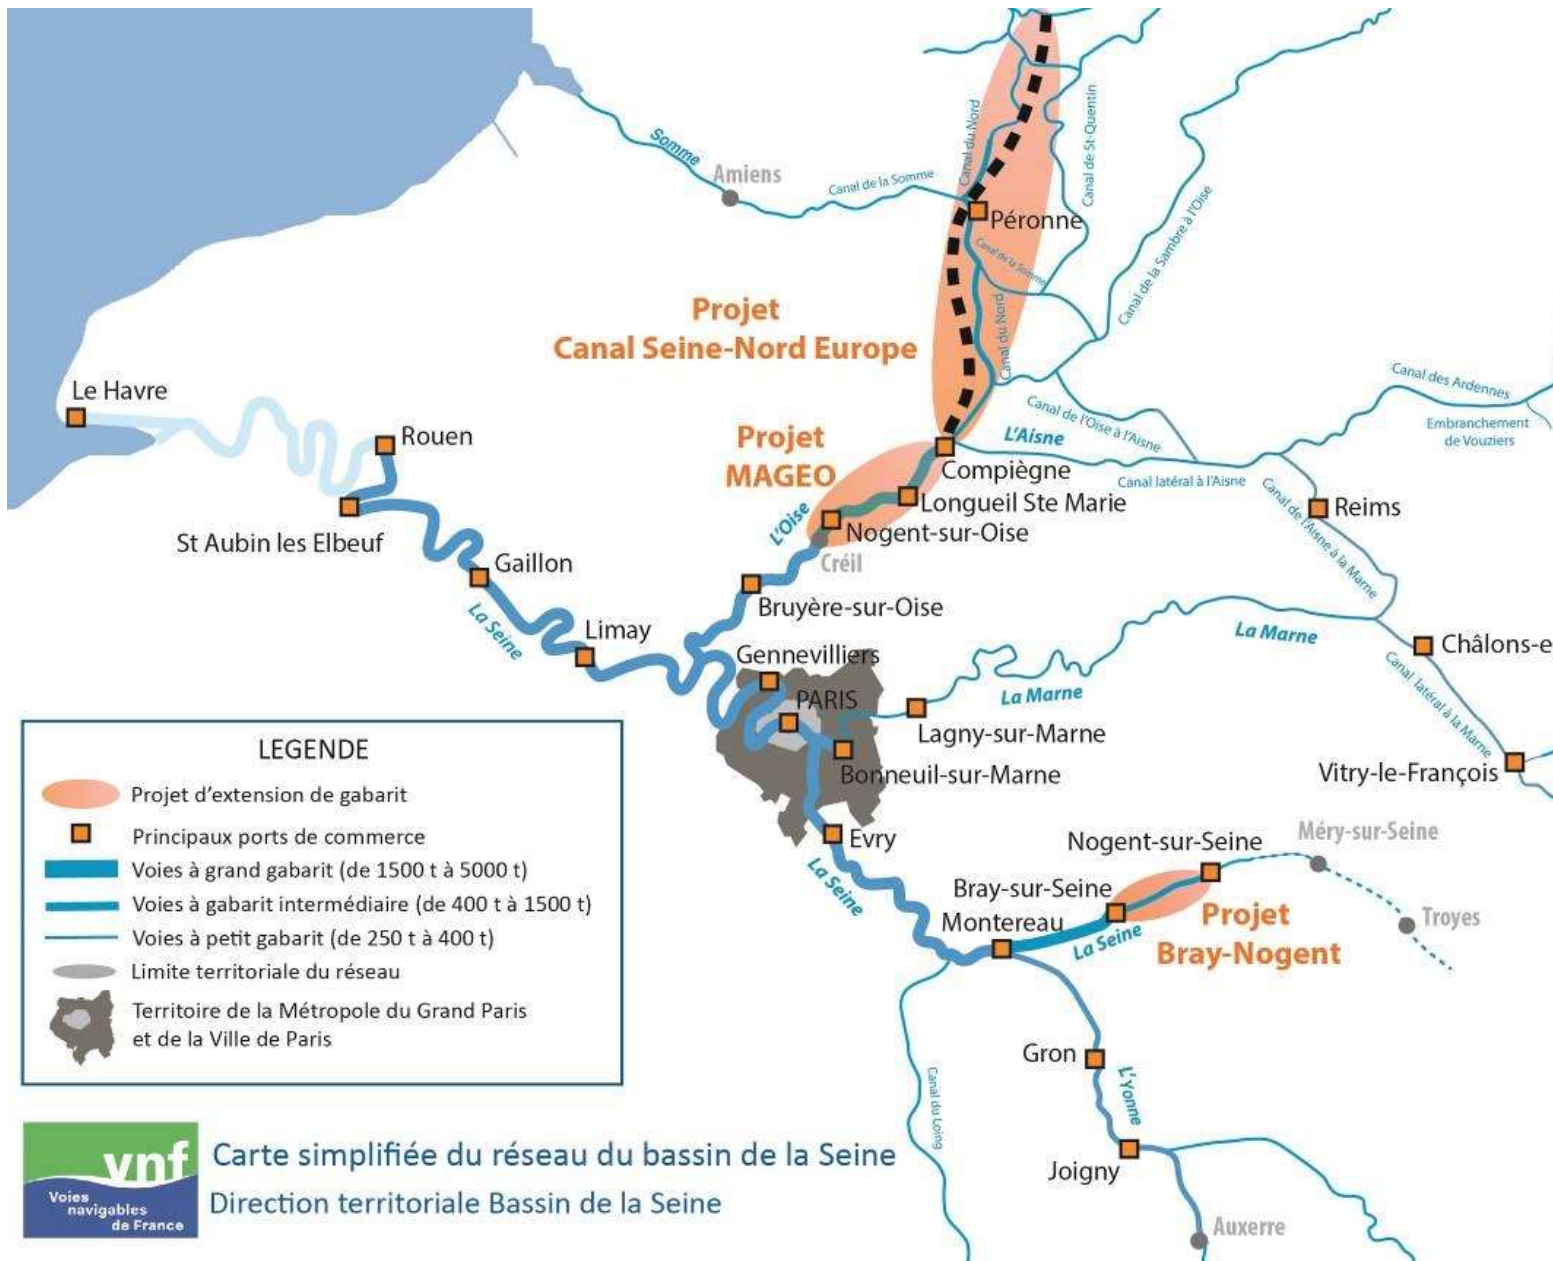 Somme
Amiens
Canal de la Somme
Canal du Nord
Canal de St-Quentin
Péronne
Canal de la Somme
Canal de la Sambre à l'Oise
Canal du Nord
Projet
Canal Seine-Nord Europe
Le Havre
Rouen
Projet
MAGEO
Canal de l'Oise à l'Aisne
L'Aisne
Canal des Ardennes
Embranchement
de Vouziers
Compiègne
Canal latéral à l'Aisne
Longueil Ste Marie
Canal de l'Aisne à la Marne
Reims
St Aubin les Elbeuf
L'Oise
Nogent-sur-Oise
Créil
Gaillon
Bruyère-sur-Oise
La Seine
Limay
La Marne
Gennevilliers
Châlons-e
La Marne
Canal latéral à la Marne
PARIS
Lagny-sur-Marne
Bonneuil-sur-Marne
Vitry-le-François
Evry
Nogent-sur-Seine
Méry-sur-Seine
La Seine
Bray-sur-Seine
Montereau
La Seine
Projet
Bray-Nogent
Troyes
Gron
L'Yonne
Canal du Loing
Joigny
Auxerre
LEGENDE
Projet d'extension de gabarit
Principaux ports de commerce
Voies à grand gabarit (de 1500 t à 5000 t)
Voies à gabarit intermédiaire (de 400 t à 1500 t)
Voies à petit gabarit (de 250 t à 400 t)
Limite territoriale du réseau
Territoire de la Métropole du Grand Paris
et de la Ville de Paris
vnf
Voies
navigables
de France
Carte simplifiée du réseau du bassin de la Seine
Direction territoriale Bassin de la Seine